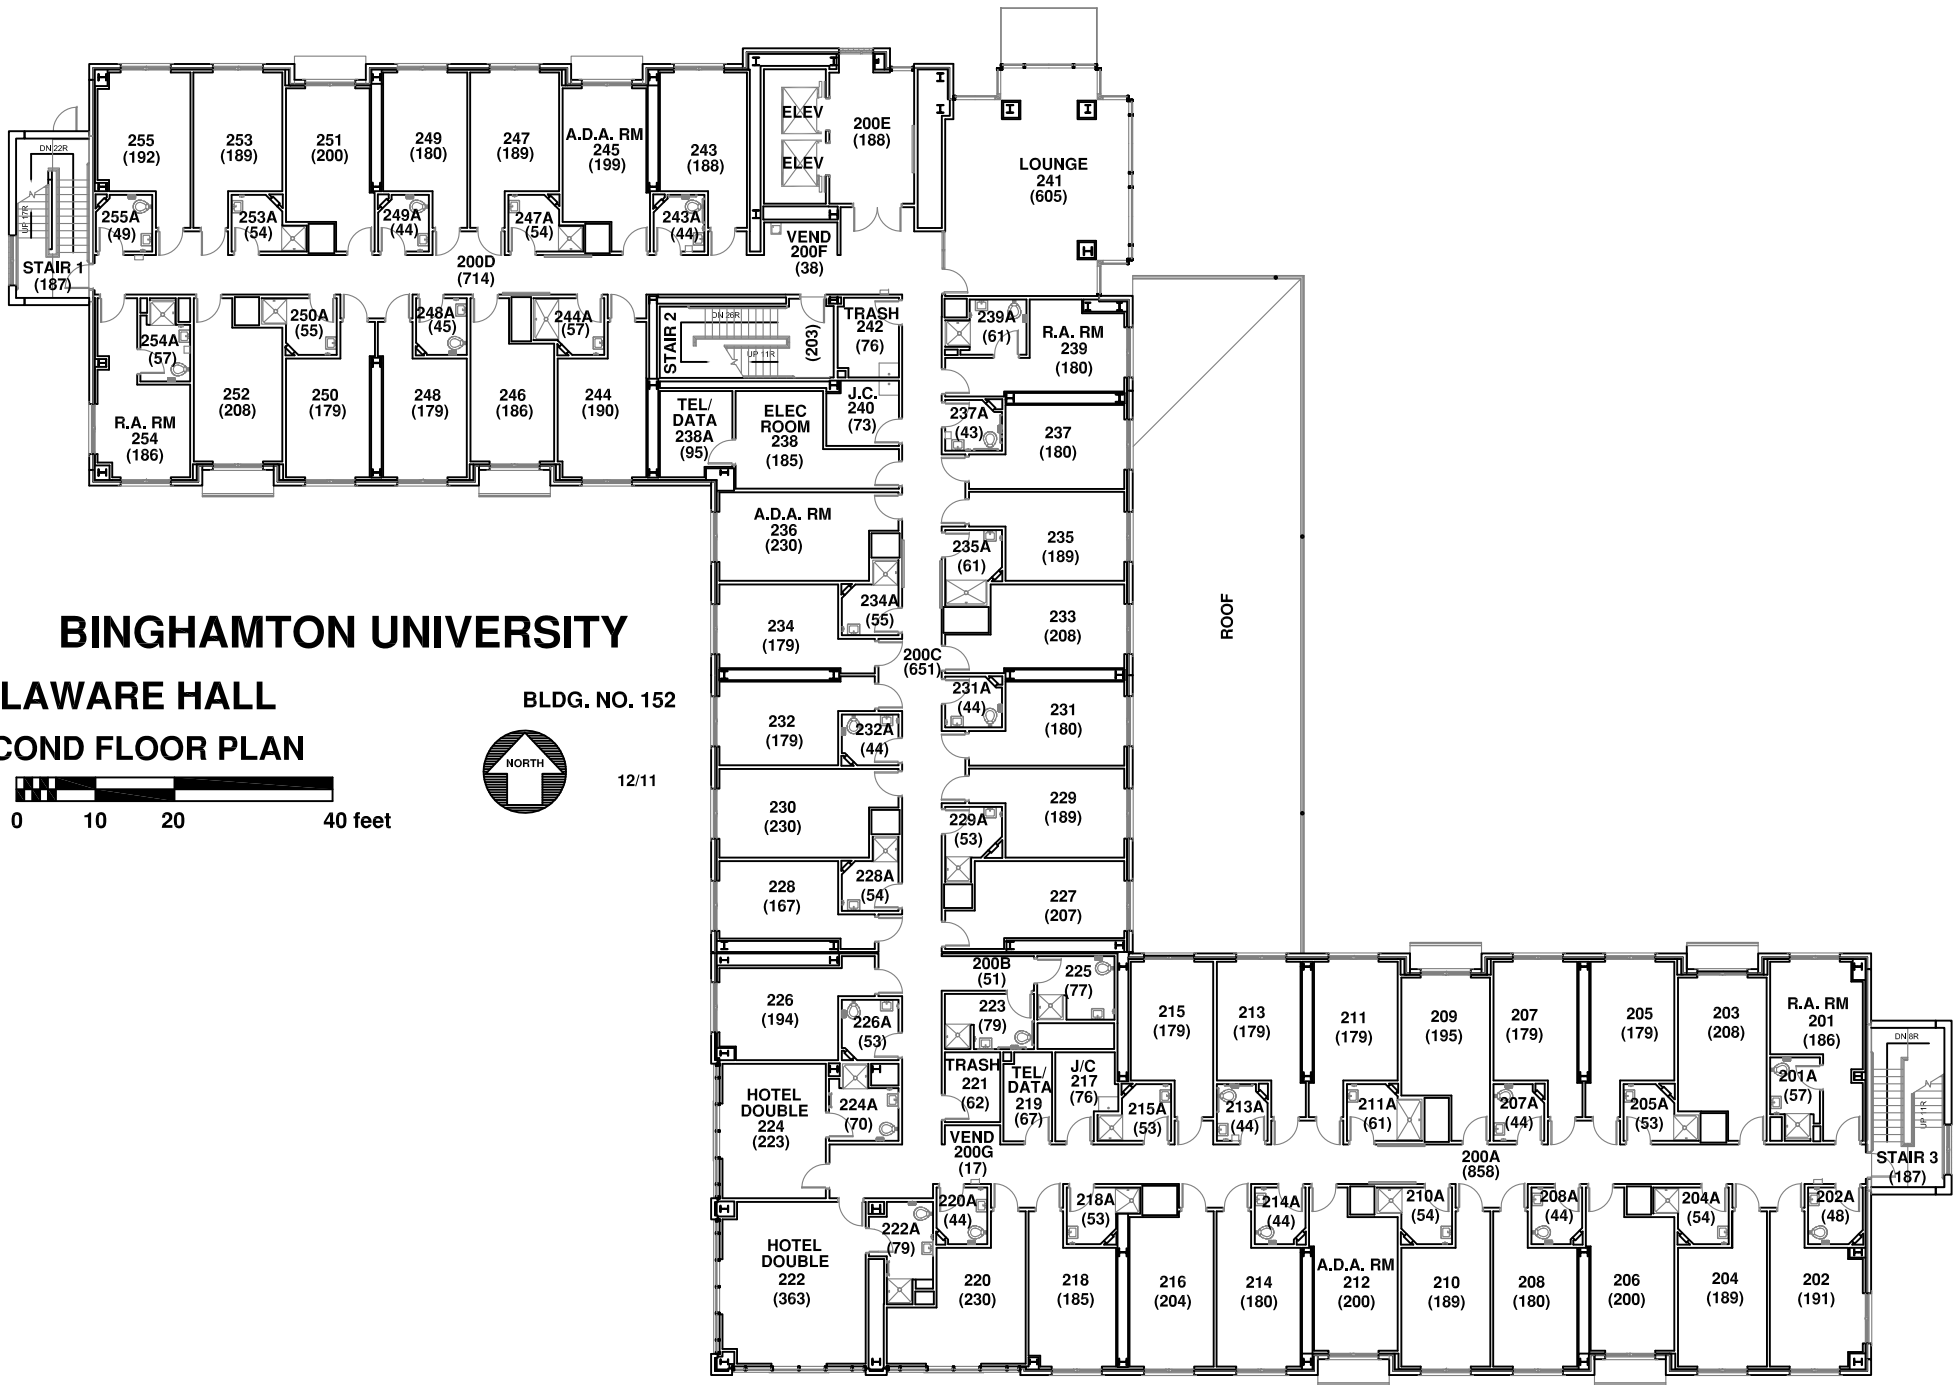 ELEV
ELEV
200E
(188)
LOUNGE
241
(605)
255
(192)
253
(189)
251
(200)
249
(180)
247
(189)
A.D.A. RM
245
(199)
243
(188)
DN 22R
UP 17R
STAIR 1
(187)
255A
(49)
253A
(54)
249A
(44)
247A
(54)
243A
(44)
VEND
200F
(38)
200D
(714)
254A
(57)
250A
(55)
248A
(45)
244A
(57)
STAIR 2
DN 26R
UP 11R
(203)
TRASH
242
(76)
239A
(61)
R.A. RM
239
(180)
R.A. RM
254
(186)
252
(208)
250
(179)
248
(179)
246
(186)
244
(190)
TEL/
DATA
238A
(95)
ELEC
ROOM
238
(185)
J.C.
240
(73)
237A
(43)
237
(180)
A.D.A. RM
236
(230)
235A
(61)
235
(189)
234A
(55)
234
(179)
233
(208)
200C
(651)
ROOF
BINGHAMTON UNIVERSITY
LAWARE HALL
BLDG. NO. 152
COND FLOOR PLAN
NORTH
12/11
0 10 20 40 feet
232
(179)
232A
(44)
231A
(44)
231
(180)
230
(230)
229A
(53)
229
(189)
228
(167)
228A
(54)
227
(207)
226
(194)
226A
(53)
200B
(51)
225
(77)
223
(79)
215
(179)
213
(179)
211
(179)
209
(195)
207
(179)
205
(179)
203
(208)
R.A. RM
201
(186)
DN 8R
UP 11R
STAIR 3
(187)
HOTEL
DOUBLE
224
(223)
224A
(70)
TRASH
221
(62)
TEL/
DATA
219
(67)
J/C
217
(76)
215A
(53)
213A
(44)
211A
(61)
207A
(44)
205A
(53)
201A
(57)
VEND
200G
(17)
200A
(858)
HOTEL
DOUBLE
222
(363)
222A
(79)
220A
(44)
218A
(53)
214A
(44)
210A
(54)
208A
(44)
204A
(54)
202A
(48)
220
(230)
218
(185)
216
(204)
214
(180)
A.D.A. RM
212
(200)
210
(189)
208
(180)
206
(200)
204
(189)
202
(191)